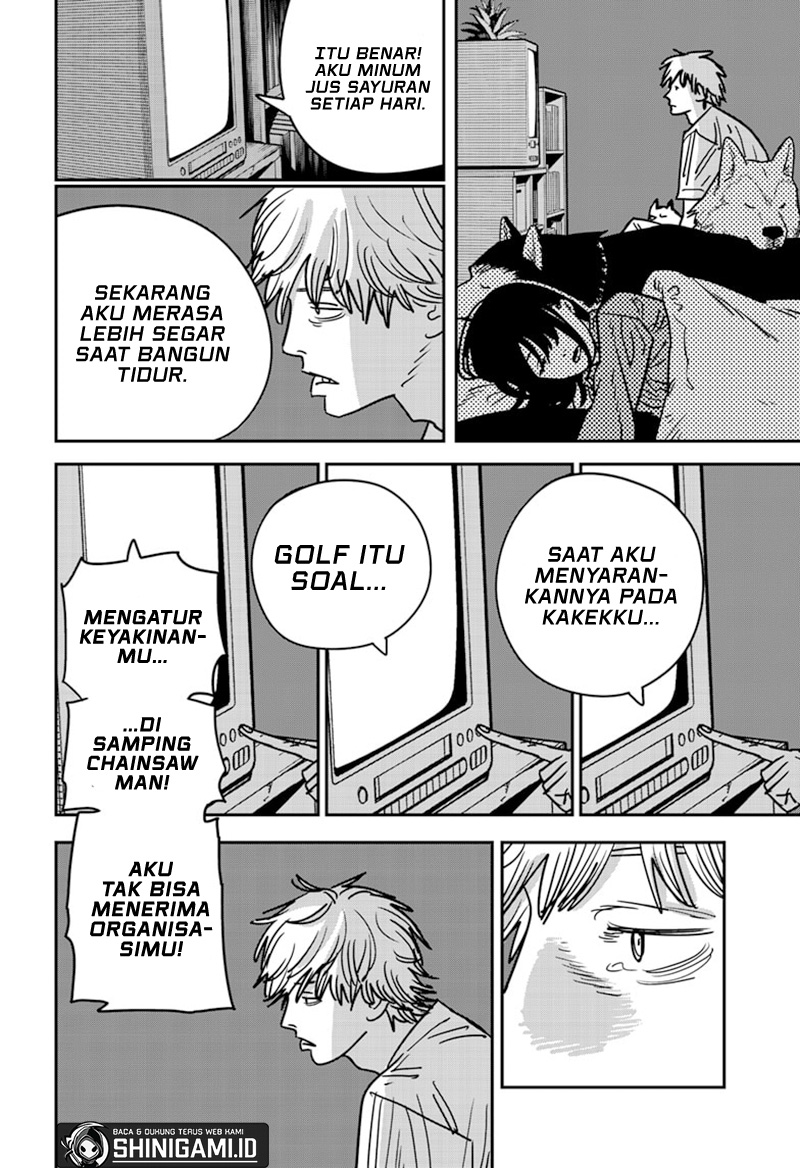 ITU BENAR!
AKU MINUM
JUS SAYURAN
SETIAP HARI.
SEKARANG
AKU MERASA
LEBIH SEGAR
SAAT BANGUN
TIDUR.
SAAT AKU
MENYARAN-
KANNYA PADA
KAKEKKU...
GOLF ITU
SOAL...
MENGATUR
KEYAKINAN-
MU...
...DI
SAMPING
CHAINSAW
MAN!
AKU
TAK BISA
MENERIMA
ORGANISA-
SIMU!
BACA & DUKUNG TERUS WEB KAMI
SHINIGAMI.ID